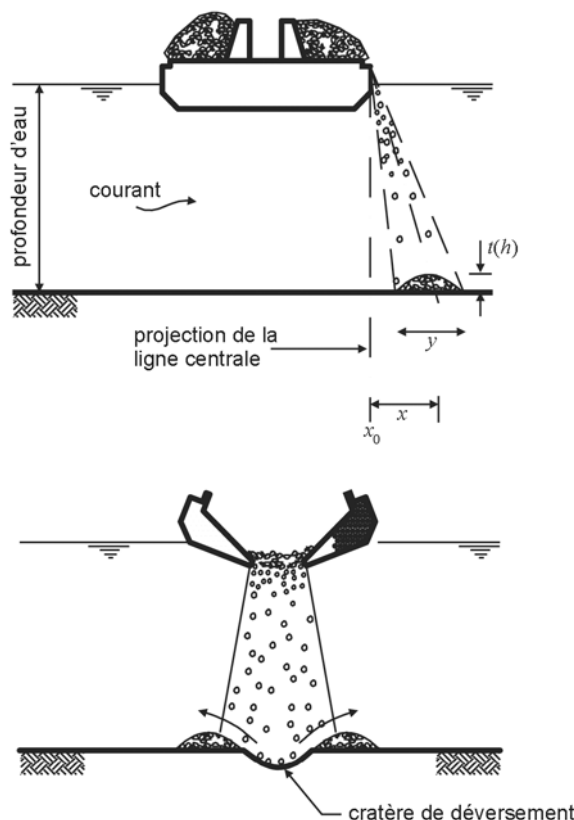 profondeur d'eau
courant
t(h)
projection de la
ligne centrale
y
x
x₀
cratère de déversement